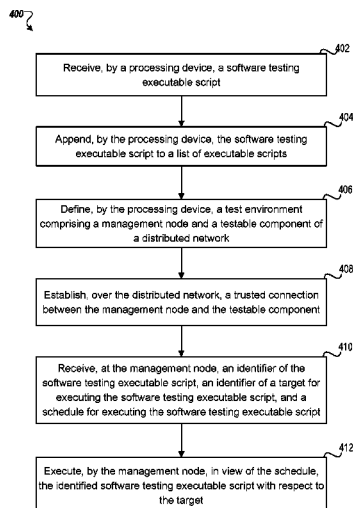 400
402
Receive, by a processing device, a software testing
executable script
404
Append, by the processing device, the software testing
executable script to a list of executable scripts
406
Define, by the processing device, a test environment
comprising a management node and a testable component of
a distributed network
408
Establish, over the distributed network, a trusted connection
between the management node and the testable component
410
Receive, at the management node, an identifier of the
software testing executable script, an identifier of a target for
executing the software testing executable script, and a
schedule for executing the software testing executable script
412
Execute, by the management node, in view of the schedule,
the identified software testing executable script with respect to
the target